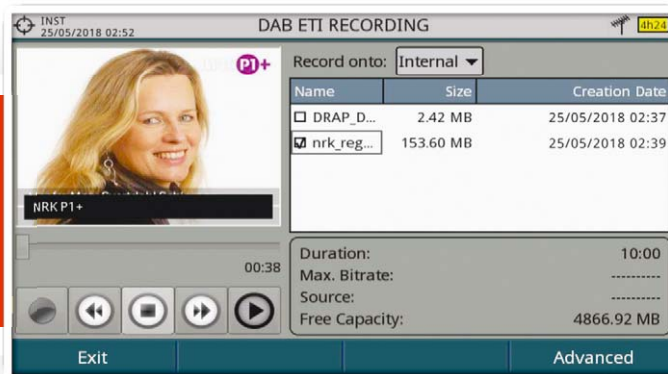 INST
25/05/2018 02:52
DAB ETI RECORDING
4h24
P1+
NRK P1+
00:38
Record onto: Internal
Name Size Creation Date
DRAP_D... 2.42 MB 25/05/2018 02:37
nrk_reg... 153.60 MB 25/05/2018 02:39
Duration: 10:00
Max. Bitrate: ----------
Source: ----------
Free Capacity: 4866.92 MB
Exit Advanced